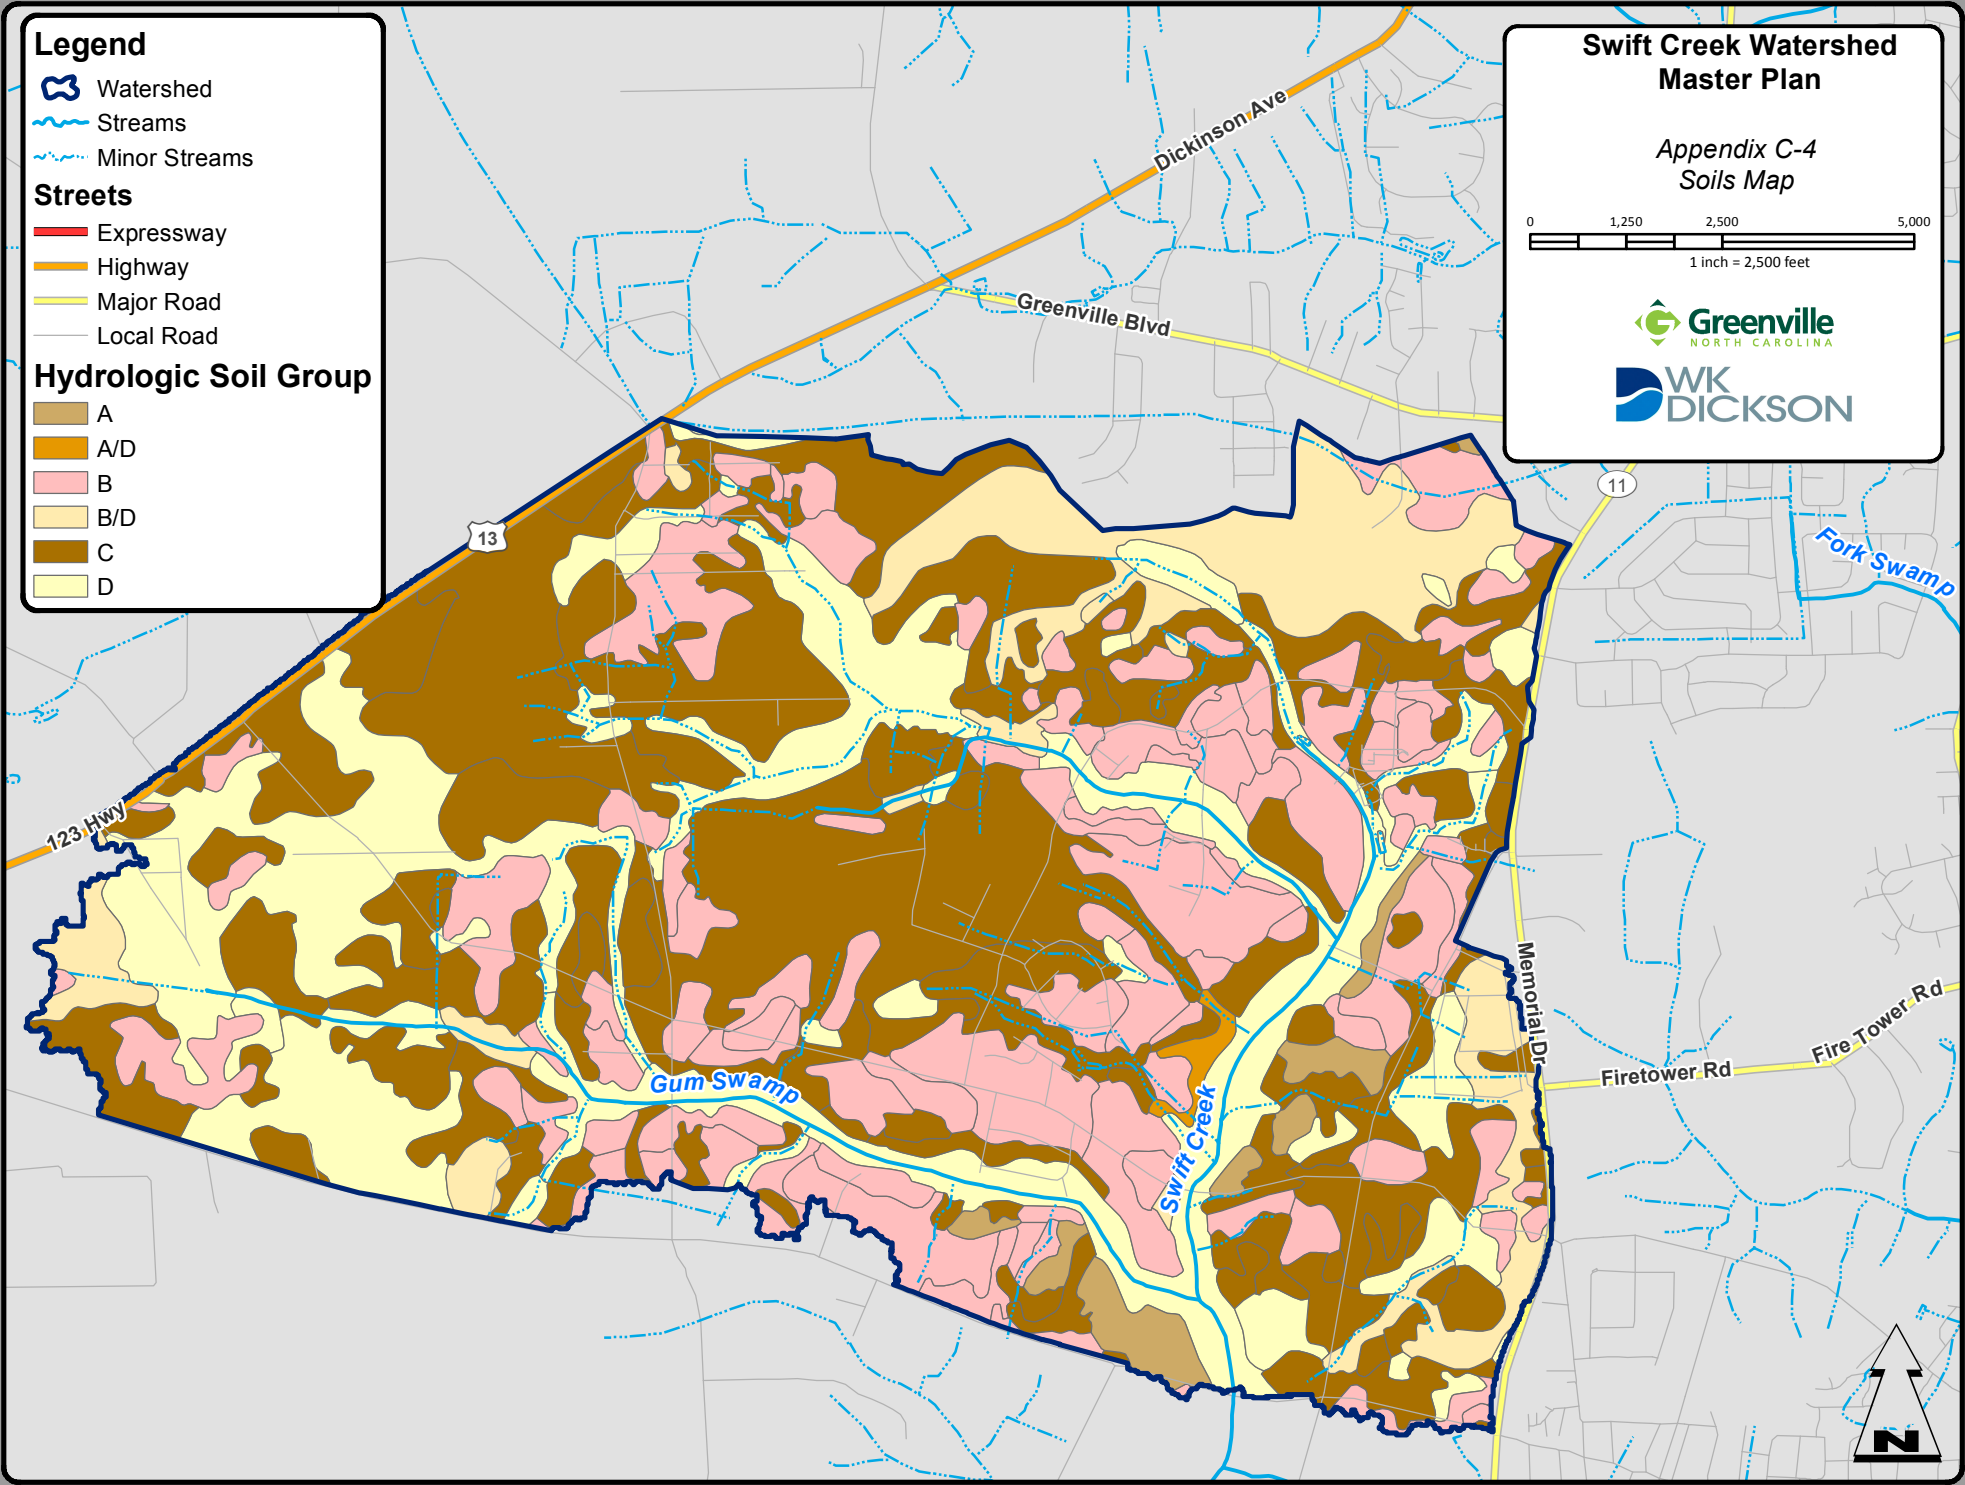 Legend
Watershed
Streams
Minor Streams
Streets
Expressway
Highway
Major Road
Local Road
Hydrologic Soil Group
A
A/D
B
B/D
C
D
Swift Creek Watershed
Master Plan
Appendix C-4
Soils Map
0 1,250 2,500 5,000
1 inch = 2,500 feet
Greenville
NORTH CAROLINA
WK
DICKSON
Dickinson Ave
Greenville Blvd
11
13
Fork Swamp
123 Hwy
Memorial Dr
Fire Tower Rd
Firetower Rd
Gum Swamp
Swift Creek
N